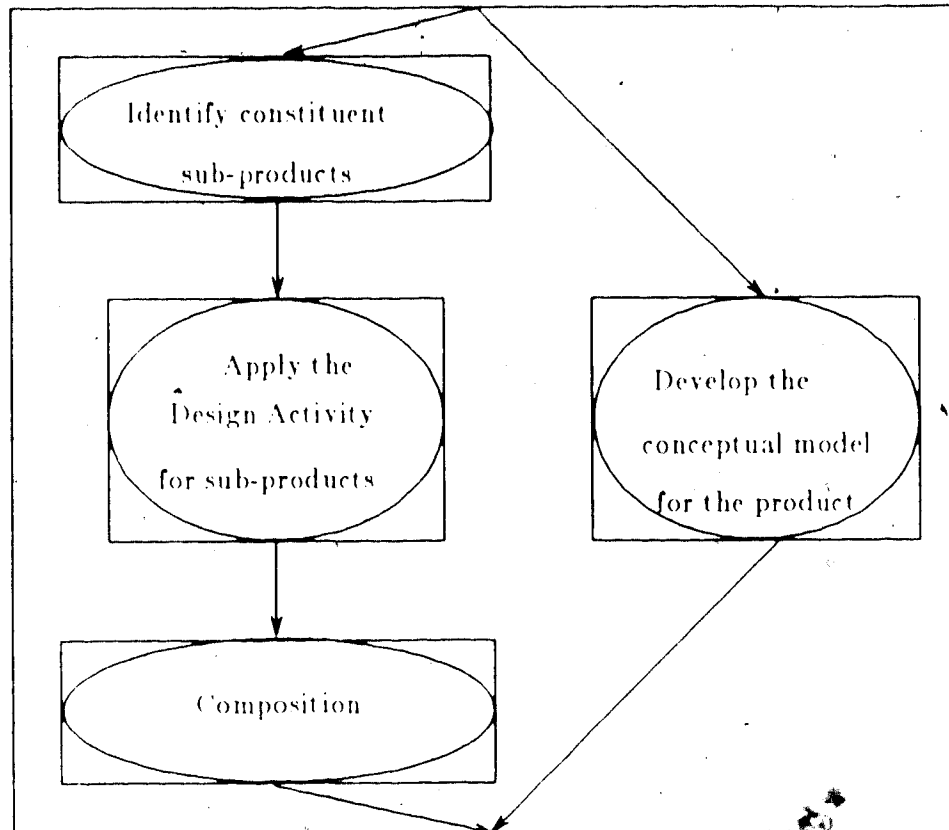 Identify constituent
sub-products
Apply the
Design Activity
for sub-products
Composition
Develop the
conceptual model
for the product